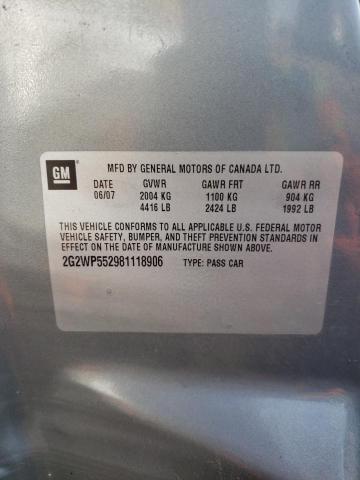 GM
MFD BY GENERAL MOTORS OF CANADA LTD.
DATE GVWR GAWR FRT GAWR RR
06/07 2004 KG 1100 KG 904 KG
4416 LB 2424 LB 1992 LB
THIS VEHICLE CONFORMS TO ALL APPLICABLE U.S. FEDERAL MOTOR
VEHICLE SAFETY, BUMPER, AND THEFT PREVENTION STANDARDS IN
EFFECT ON THE DATE OF MANUFACTURE SHOWN ABOVE.
2G2WP552981118906 TYPE: PASS CAR